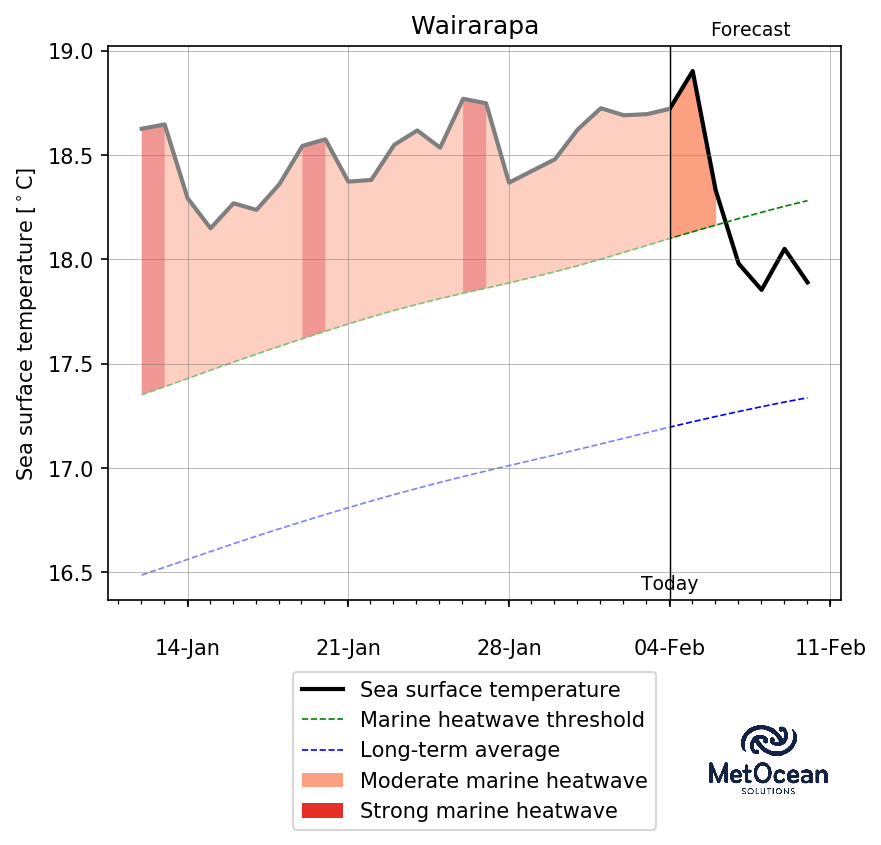 Wairarapa
Forecast
19.0
18.5
18.0
17.5
17.0
16.5
Sea surface temperature [°C]
Today
14-Jan
21-Jan
28-Jan
04-Feb
11-Feb
Sea surface temperature
Marine heatwave threshold
Long-term average
Moderate marine heatwave
Strong marine heatwave
MetOcean
SOLUTIONS